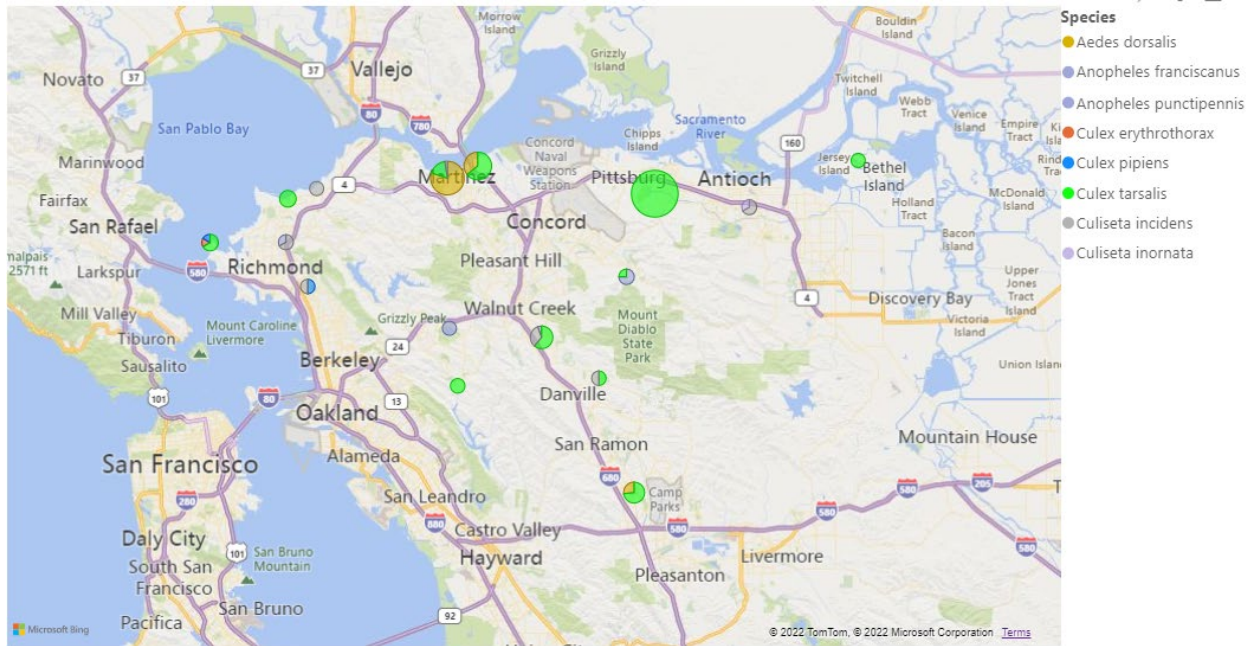 Morrow
Island
Bouldin
Island
Grizzly
Island
Novato
37
37
Vallejo
80
780
Twitchell
Island
Webb
Tract
Venice
Island
Empire
Tract
San Pablo Bay
Sacramento
River
Chipps
Island
Concord
Naval
Weapons
Station
160
Marinwood
Martinez
Pittsburg
Antioch
Jersey
Island
Bethel
Island
Fairfax
4
McDonald
Island
San Rafael
Holland
Tract
Concord
Bacon
Island
malpais
2571 ft
Larkspur
580
Richmond
Pleasant Hill
Upper
Jones
Tract
Island
4
Discovery Bay
Victoria
Island
Mill Valley
Mount Caroline
Livermore
Grizzly Peak
Walnut Creek
Mount
Diablo
State
Park
Tiburon
24
Berkeley
Sausalito
Union Islan
101
80
Danville
Oakland
13
San Ramon
Mountain House
San Francisco
Alameda
280
680
Camp
Parks
580
205
San Leandro
580
880
Castro Valley
580
580
Daly City
101
San Bruno
Mountain
Hayward
Livermore
South San
Francisco
Pleasanton
San Bruno
92
Pacifica
Microsoft Bing
© 2022 TomTom, © 2022 Microsoft Corporation Terms
Species
Aedes dorsalis
Anopheles franciscanus
Anopheles punctipennis
Culex erythrothorax
Culex pipiens
Culex tarsalis
Culiseta incidens
Culiseta inornata